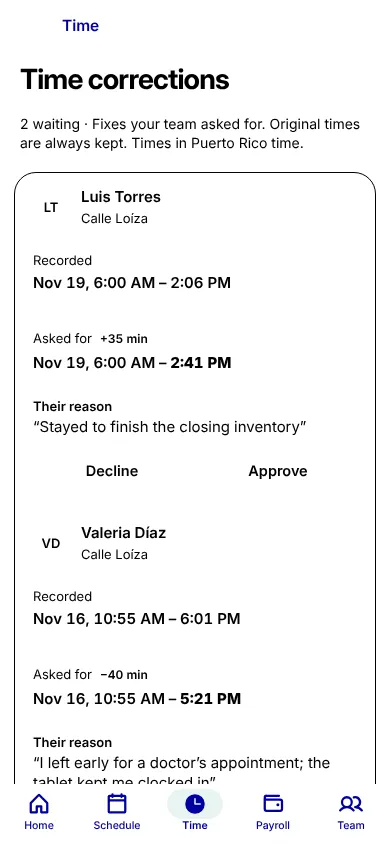 Time
Time corrections
2 waiting · Fixes your team asked for. Original times
are always kept. Times in Puerto Rico time.
LT
Luis Torres
Calle Loíza
Recorded
Nov 19, 6:00 AM – 2:06 PM
Asked for +35 min
Nov 19, 6:00 AM – 2:41 PM
Their reason
“Stayed to finish the closing inventory”
Decline Approve
VD
Valeria Díaz
Calle Loíza
Recorded
Nov 16, 10:55 AM – 6:01 PM
Asked for −40 min
Nov 16, 10:55 AM – 5:21 PM
Their reason
“I left early for a doctor’s appointment; the
tablet kept me clocked in”
Home Schedule Time Payroll Team